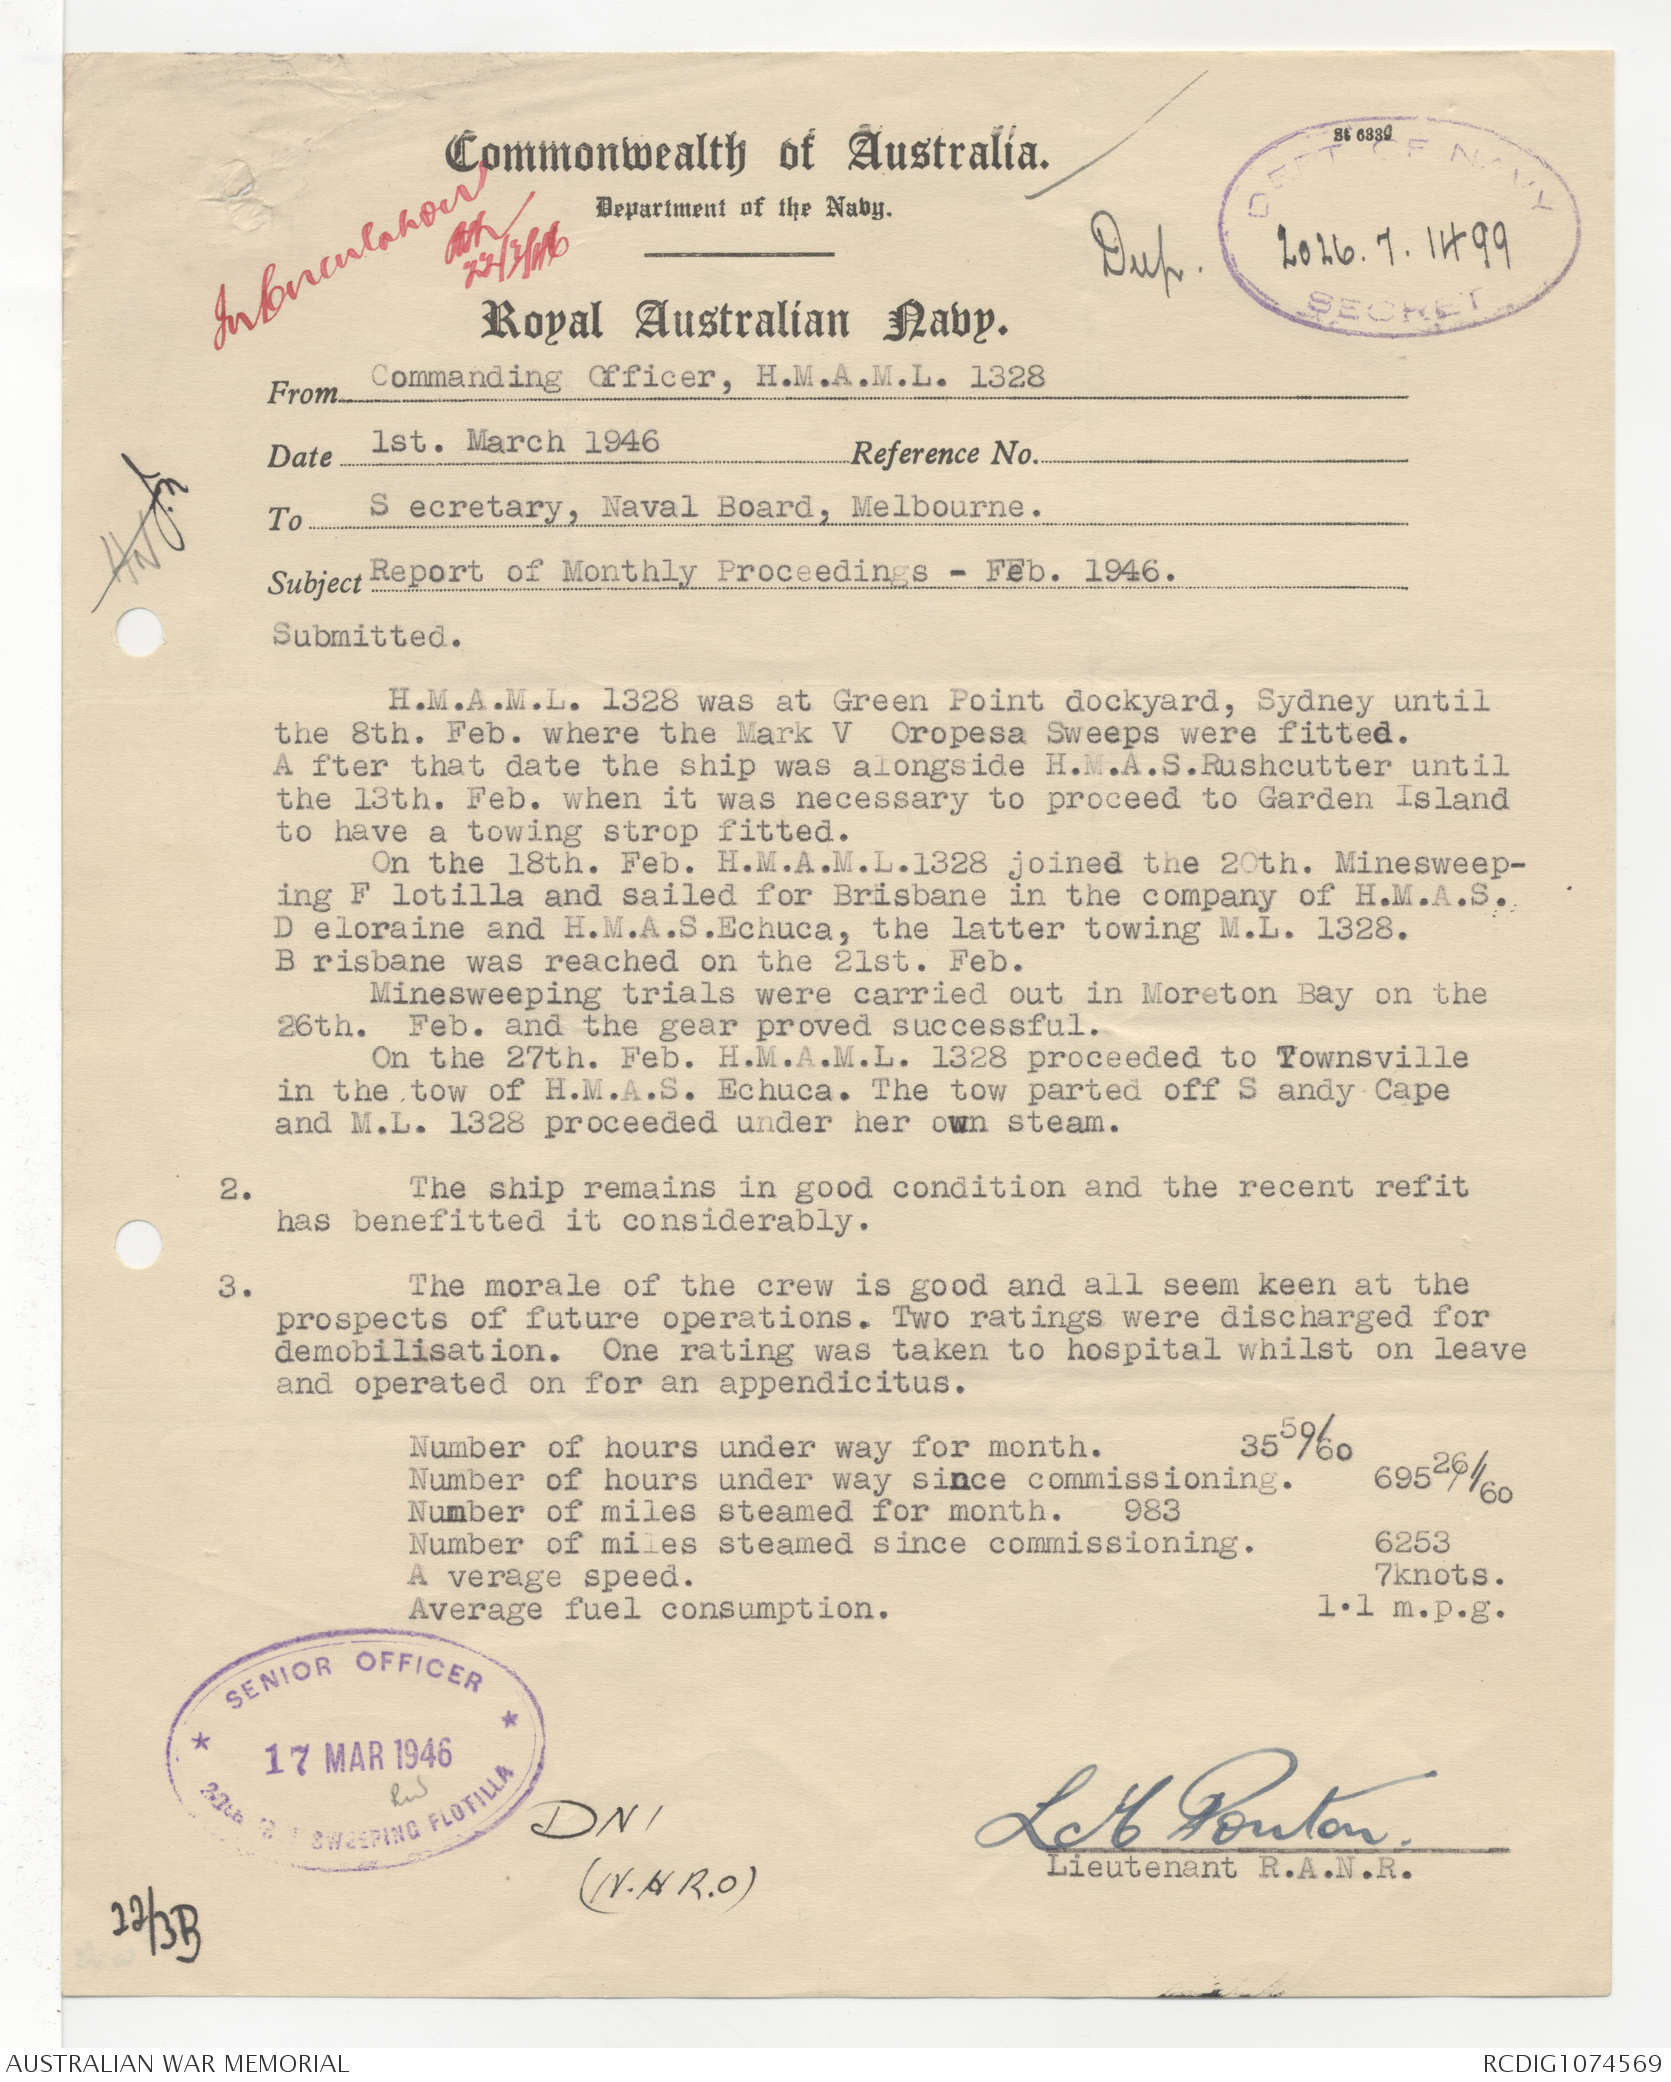 Commonwealth of Australia.
Department of the Navy.
St 6339
DEPT OF NAVY
2026.7.1499
SECRET
Dup.
In Circulation
22/3/46
Royal Australian Navy.
From Commanding Officer, H.M.A.M.L. 1328
Date 1st. March 1946 Reference No.
To S ecretary, Naval Board, Melbourne.
Subject Report of Monthly Proceedings - FEb. 1946.
Submitted.
H.M.A.M.L. 1328 was at Green Point dockyard, Sydney until
the 8th. Feb. where the Mark V Oropesa Sweeps were fitted.
A fter that date the ship was alongside H.M.A.S.Rushcutter until
the 13th. Feb. when it was necessary to proceed to Garden Island
to have a towing strop fitted.
On the 18th. Feb. H.M.A.M.L.1328 joined the 20th. Minesweep-
ing F lotilla and sailed for Brisbane in the company of H.M.A.S.
D eloraine and H.M.A.S.Echuca, the latter towing M.L. 1328.
B risbane was reached on the 21st. Feb.
Minesweeping trials were carried out in Moreton Bay on the
26th. Feb. and the gear proved successful.
On the 27th. Feb. H.M.A.M.L. 1328 proceeded to Townsville
in the tow of H.M.A.S. Echuca. The tow parted off S andy Cape
and M.L. 1328 proceeded under her own steam.
2. The ship remains in good condition and the recent refit
has benefitted it considerably.
3. The morale of the crew is good and all seem keen at the
prospects of future operations. Two ratings were discharged for
demobilisation. One rating was taken to hospital whilst on leave
and operated on for an appendicitus.
Number of hours under way for month. 35 50/60
Number of hours under way since commissioning. 695 26/60
Number of miles steamed for month. 983
Number of miles steamed since commissioning. 6253
A verage speed. 7knots.
Average fuel consumption. 1.1 m.p.g.
SENIOR OFFICER
17 MAR 1946
SWEEPING FLOTILLA
DNI
(N.H R.O)
L G Ponton.
Lieutenant R.A.N.R.
22/3B
AUSTRALIAN WAR MEMORIAL
RCDIG1074569